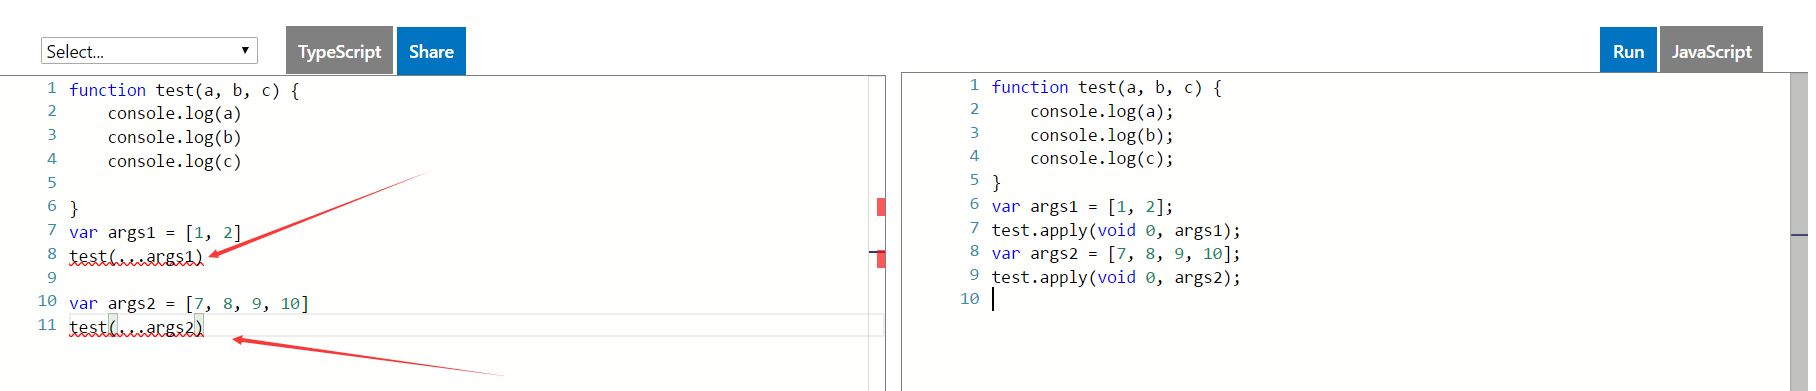 Select...
TypeScript
Share
1 function test(a, b, c) {
2     console.log(a)
3     console.log(b)
4     console.log(c)
5
6 }
7 var args1 = [1, 2]
8 test(...args1)
9
10 var args2 = [7, 8, 9, 10]
11 test(...args2)
Run
JavaScript
1 function test(a, b, c) {
2     console.log(a);
3     console.log(b);
4     console.log(c);
5 }
6 var args1 = [1, 2];
7 test.apply(void 0, args1);
8 var args2 = [7, 8, 9, 10];
9 test.apply(void 0, args2);
10